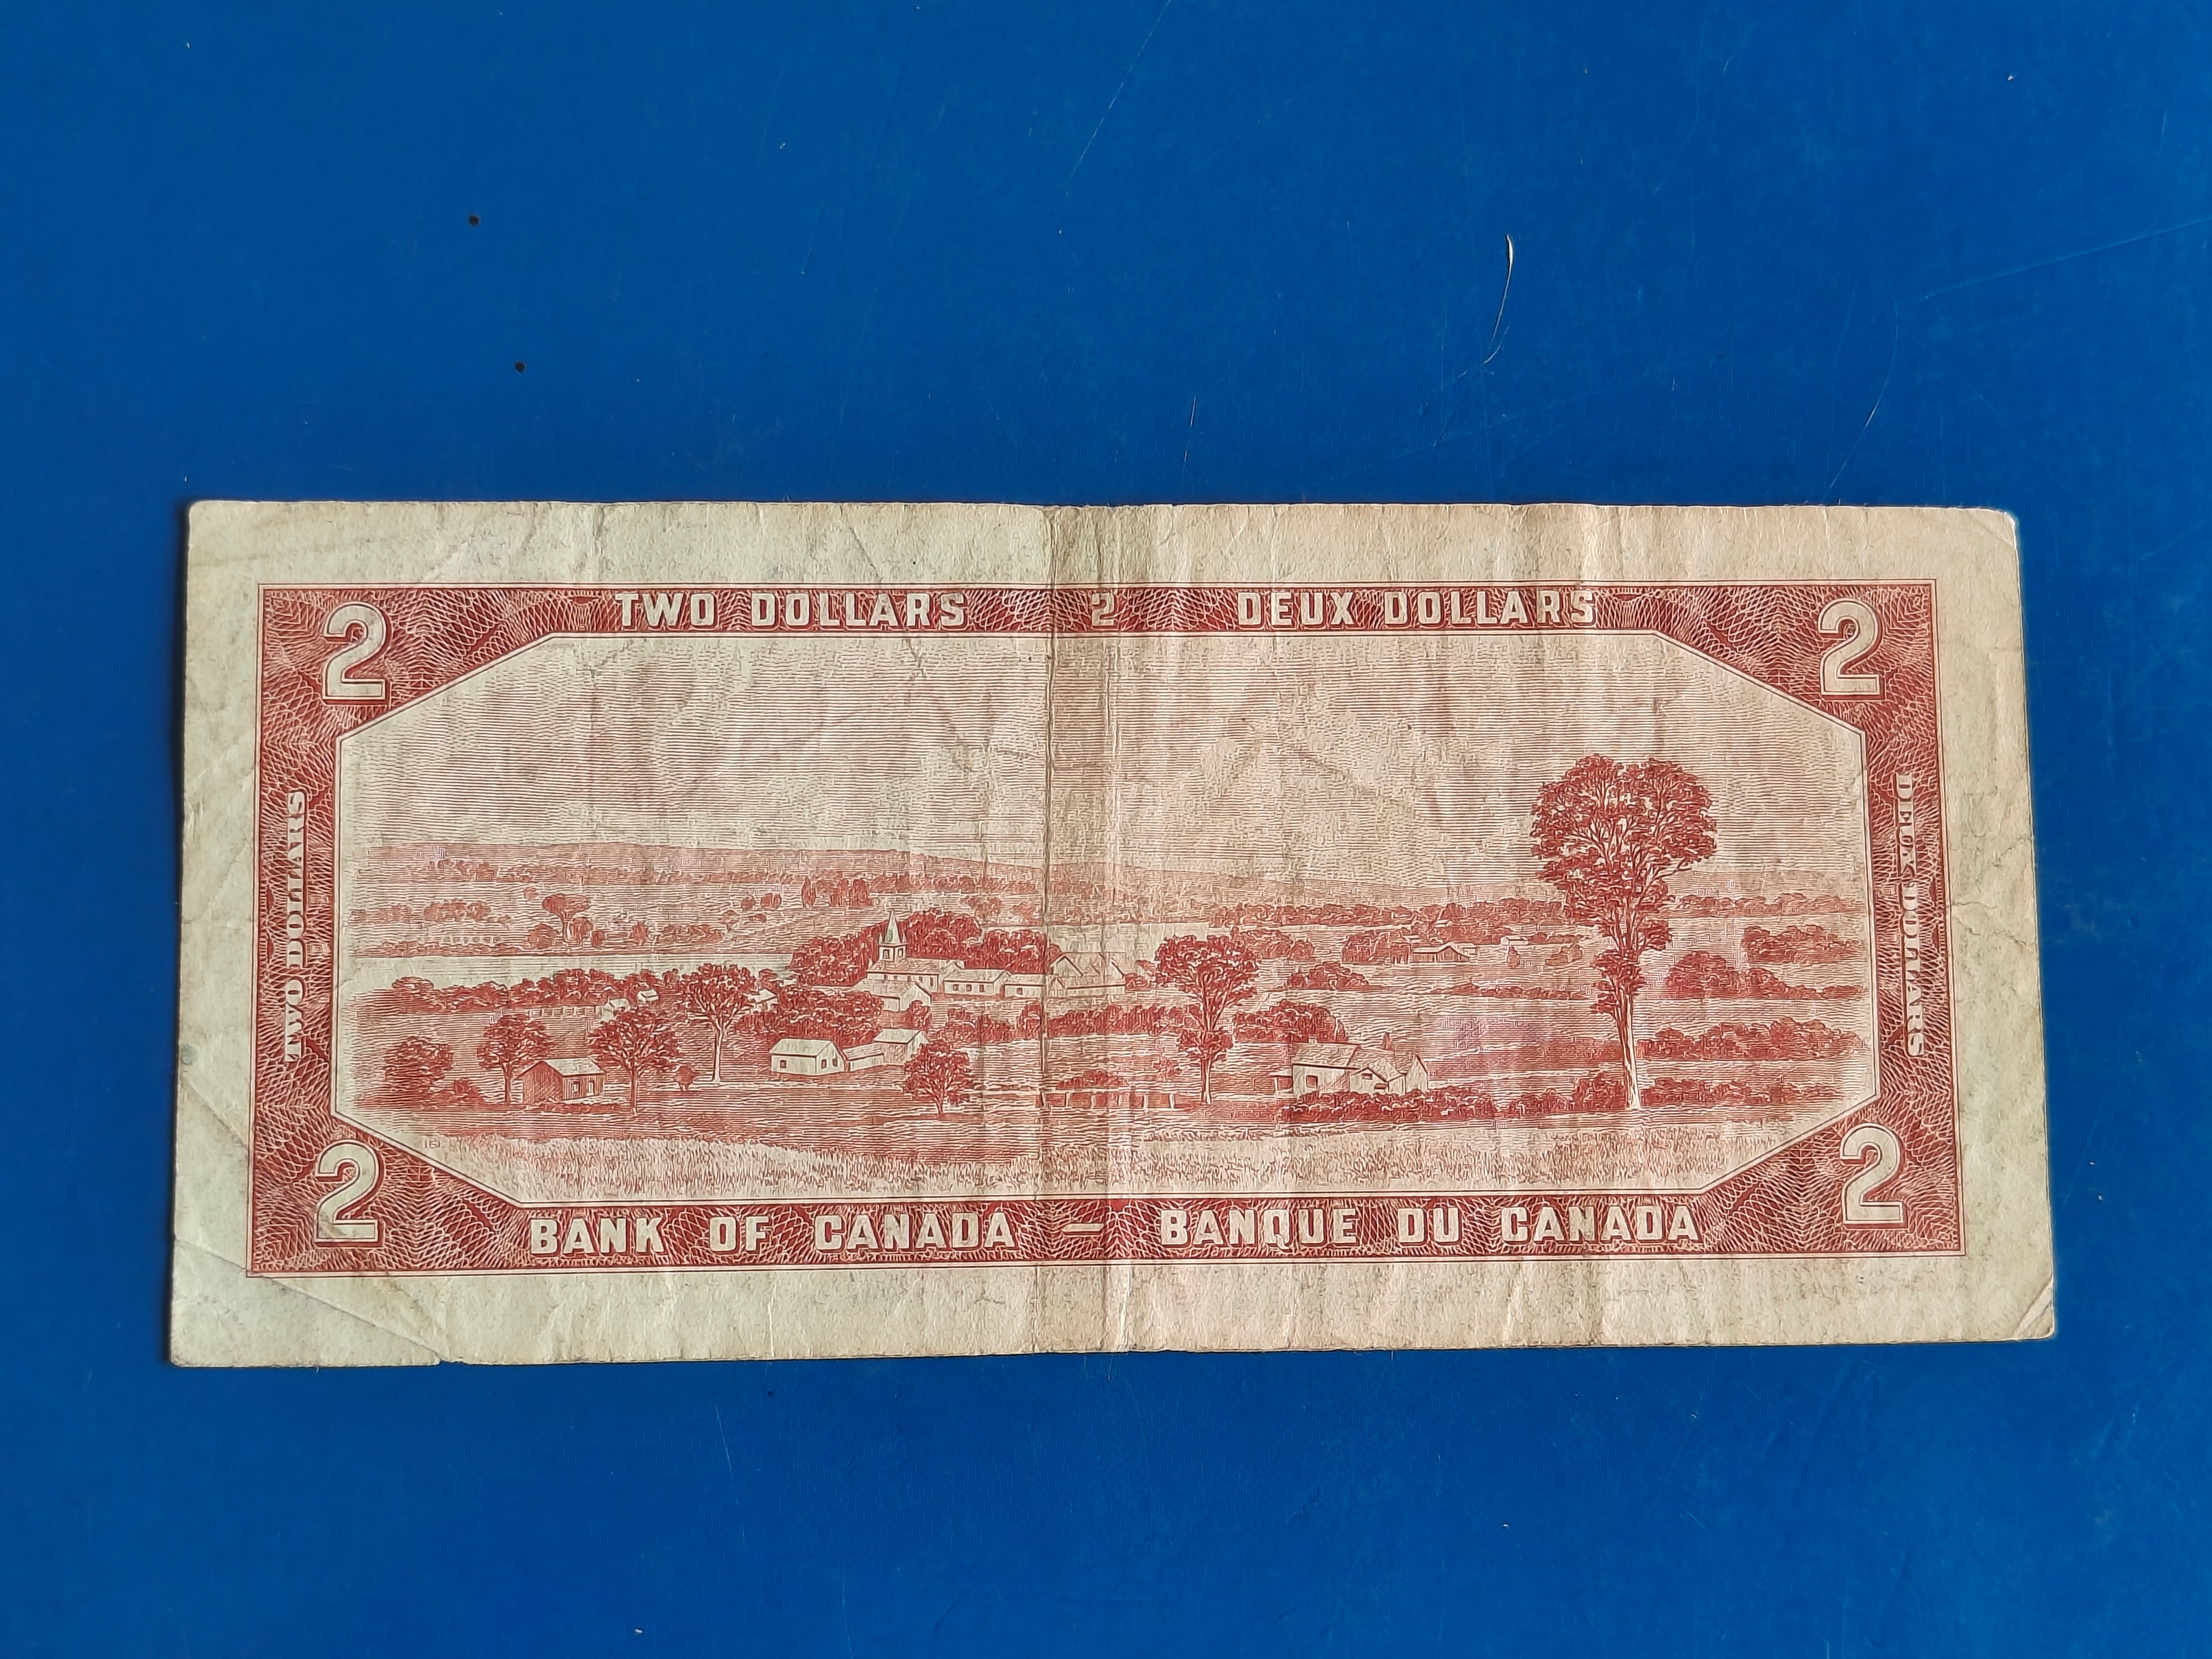 2 TWO DOLLARS 2 DEUX DOLLARS 2
TWO DOLLARS
DEUX DOLLARS
2 BANK OF CANADA — BANQUE DU CANADA 2